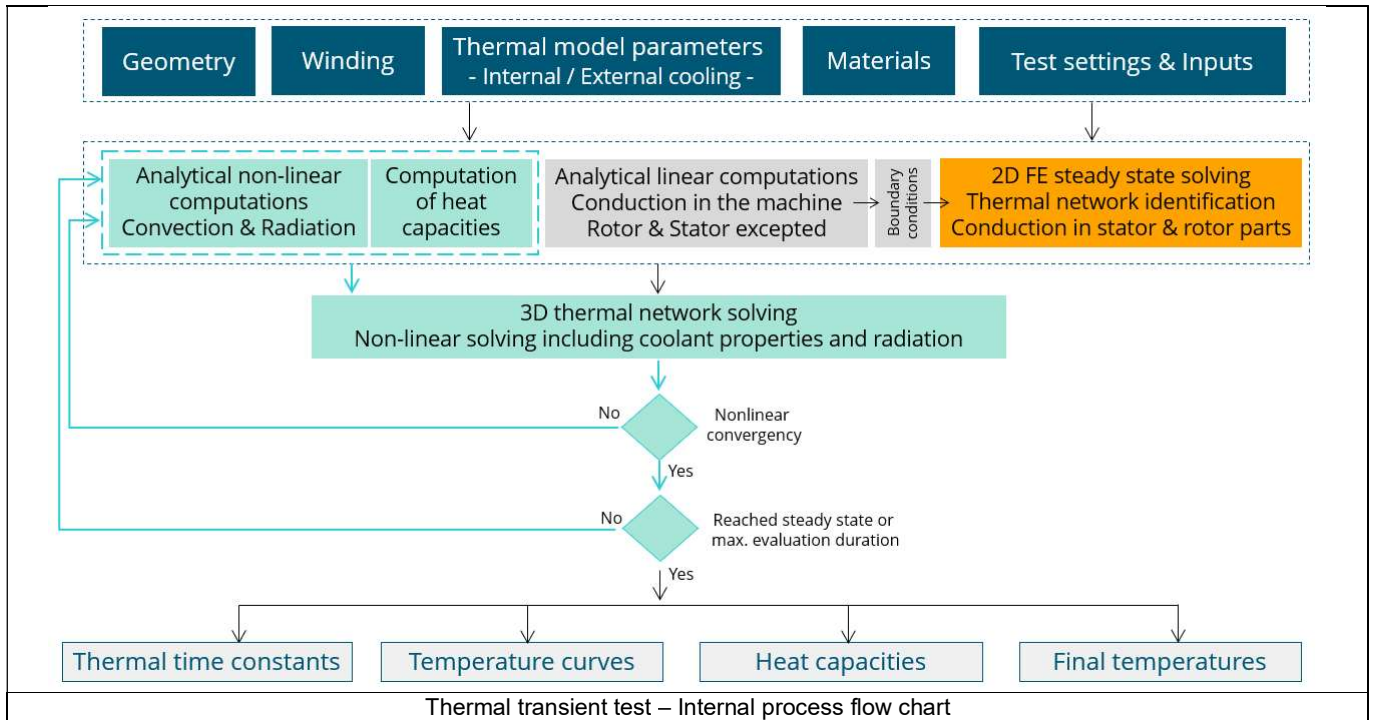 Geometry
Winding
Thermal model parameters
- Internal / External cooling -
Materials
Test settings & Inputs
Analytical non-linear
computations
Convection & Radiation
Computation
of heat
capacities
Analytical linear computations
Conduction in the machine
Rotor & Stator excepted
Boundary
conditions
2D FE steady state solving
Thermal network identification
Conduction in stator & rotor parts
3D thermal network solving
Non-linear solving including coolant properties and radiation
No
Nonlinear
convergency
Yes
No
Reached steady state or
max. evaluation duration
Yes
Thermal time constants
Temperature curves
Heat capacities
Final temperatures
Thermal transient test – Internal process flow chart